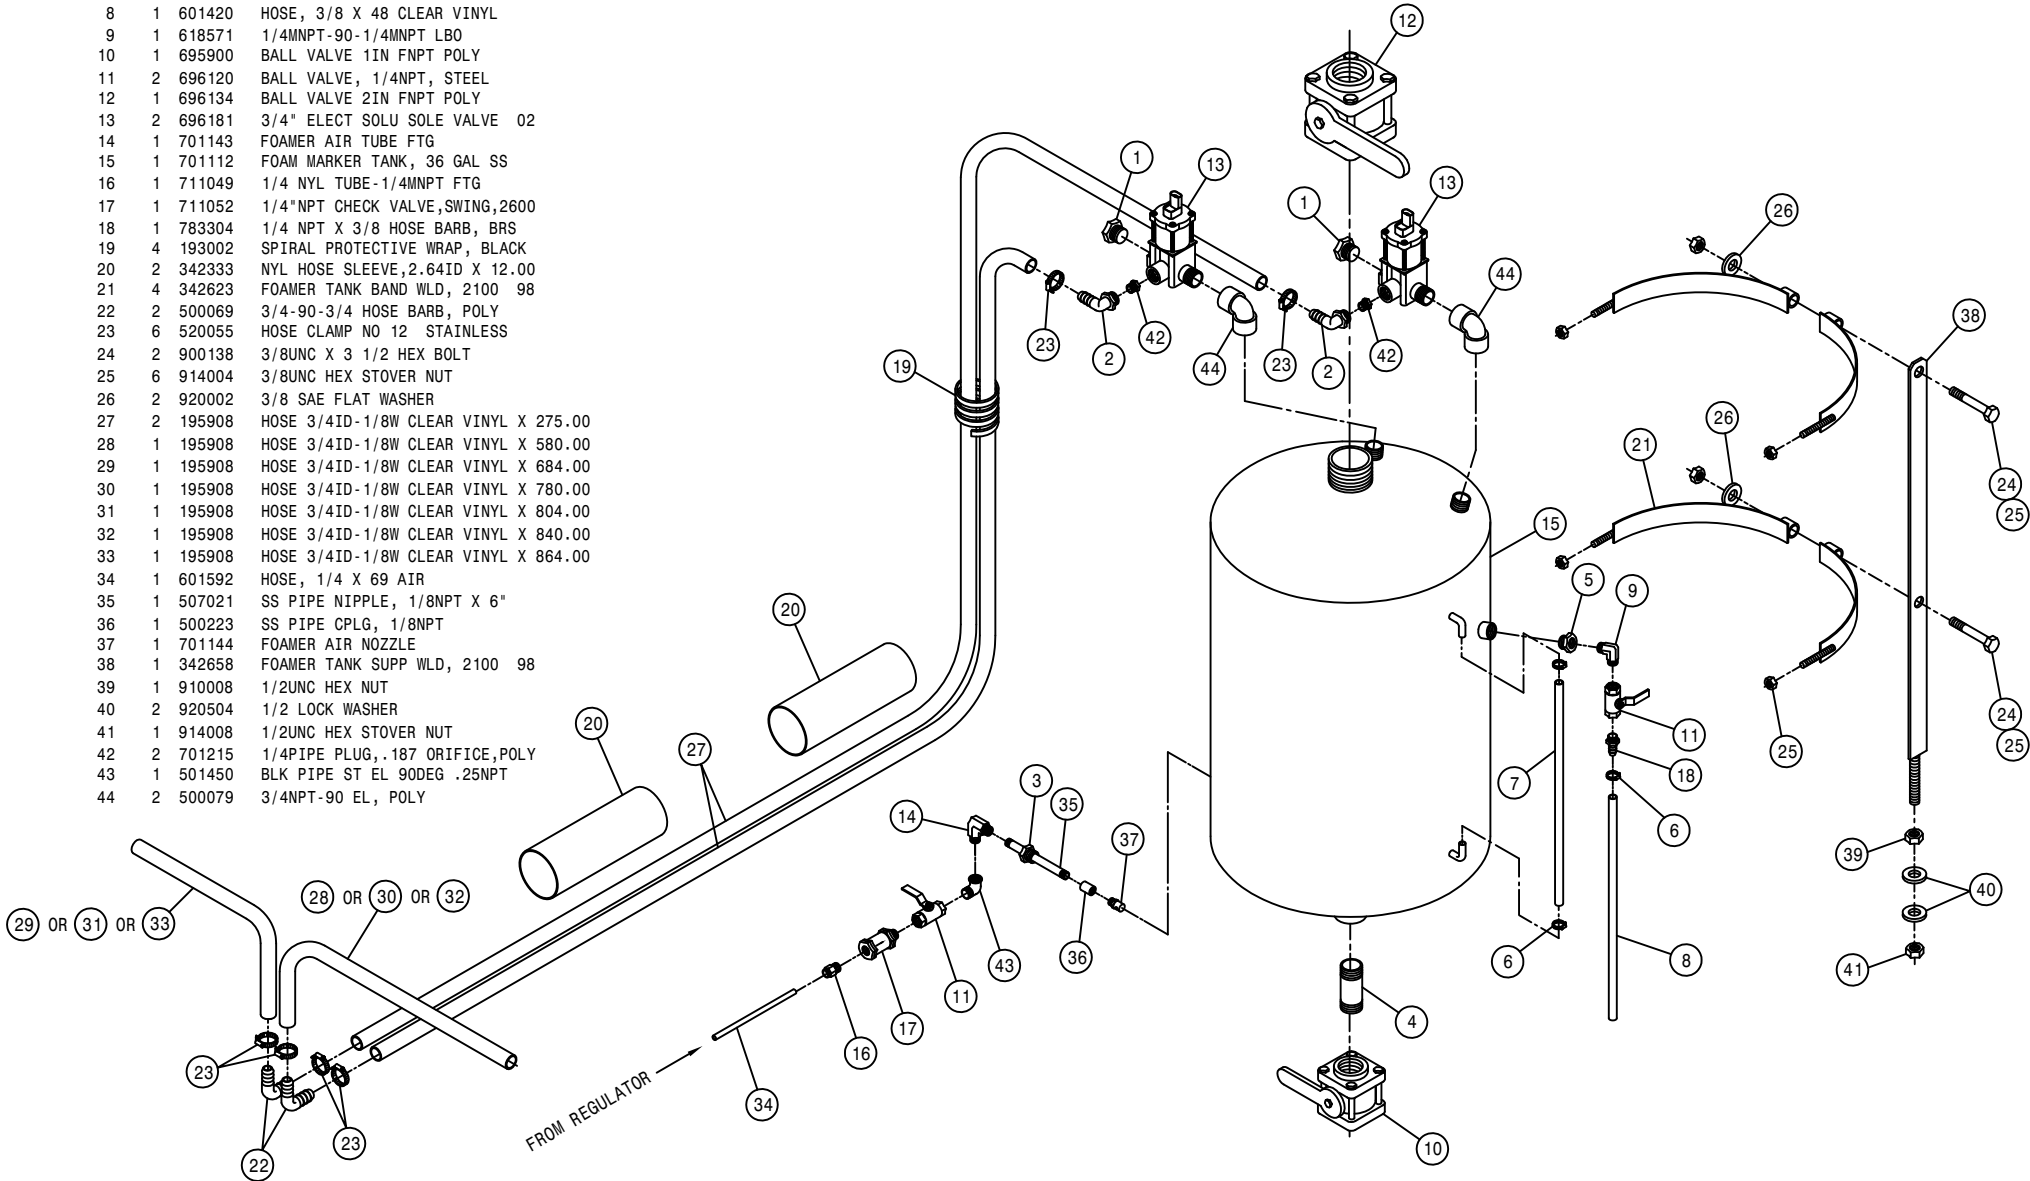 8 1 601420 HOSE, 3/8 X 48 CLEAR VINYL
9 1 618571 1/4MNPT-90-1/4MNPT LBO
10 1 695900 BALL VALVE 1IN FNPT POLY
11 2 696120 BALL VALVE, 1/4NPT, STEEL
12 1 696134 BALL VALVE 2IN FNPT POLY
13 2 696181 3/4" ELECT SOLU SOLE VALVE 02
14 1 701143 FOAMER AIR TUBE FTG
15 1 701112 FOAM MARKER TANK, 36 GAL SS
16 1 711049 1/4 NYL TUBE-1/4MNPT FTG
17 1 711052 1/4"NPT CHECK VALVE,SWING,2600
18 1 783304 1/4 NPT X 3/8 HOSE BARB, BRS
19 4 193002 SPIRAL PROTECTIVE WRAP, BLACK
20 2 342333 NYL HOSE SLEEVE,2.64ID X 12.00
21 4 342623 FOAMER TANK BAND WLD, 2100 98
22 2 500069 3/4-90-3/4 HOSE BARB, POLY
23 6 520055 HOSE CLAMP NO 12 STAINLESS
24 2 900138 3/8UNC X 3 1/2 HEX BOLT
25 6 914004 3/8UNC HEX STOVER NUT
26 2 920002 3/8 SAE FLAT WASHER
27 2 195908 HOSE 3/4ID-1/8W CLEAR VINYL X 275.00
28 1 195908 HOSE 3/4ID-1/8W CLEAR VINYL X 580.00
29 1 195908 HOSE 3/4ID-1/8W CLEAR VINYL X 684.00
30 1 195908 HOSE 3/4ID-1/8W CLEAR VINYL X 780.00
31 1 195908 HOSE 3/4ID-1/8W CLEAR VINYL X 804.00
32 1 195908 HOSE 3/4ID-1/8W CLEAR VINYL X 840.00
33 1 195908 HOSE 3/4ID-1/8W CLEAR VINYL X 864.00
34 1 601592 HOSE, 1/4 X 69 AIR
35 1 507021 SS PIPE NIPPLE, 1/8NPT X 6"
36 1 500223 SS PIPE CPLG, 1/8NPT
37 1 701144 FOAMER AIR NOZZLE
38 1 342658 FOAMER TANK SUPP WLD, 2100 98
39 1 910008 1/2UNC HEX NUT
40 2 920504 1/2 LOCK WASHER
41 1 914008 1/2UNC HEX STOVER NUT
42 2 701215 1/4PIPE PLUG,.187 ORIFICE,POLY
43 1 501450 BLK PIPE ST EL 90DEG .25NPT
44 2 500079 3/4NPT-90 EL, POLY
12
1
13
1
13
26
44
38
23
2
42
44
23
2
42
19
24
25
26
21
15
5
9
20
20
27
7
11
18
6
24
25
25
3
35
14
37
39
40
28 OR 30 OR 32
29 OR 31 OR 33
36
43
11
17
16
6
8
41
4
34
FROM REGULATOR
23
23
22
10